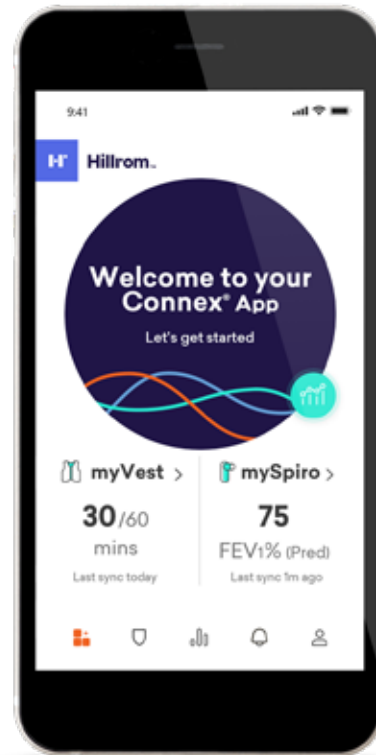 9:41
Hillrom™
Welcome to your
Connex® App
Let's get started
myVest >
30/60
mins
Last sync today
mySpiro >
75
FEV1% (Pred)
Last sync 1m ago